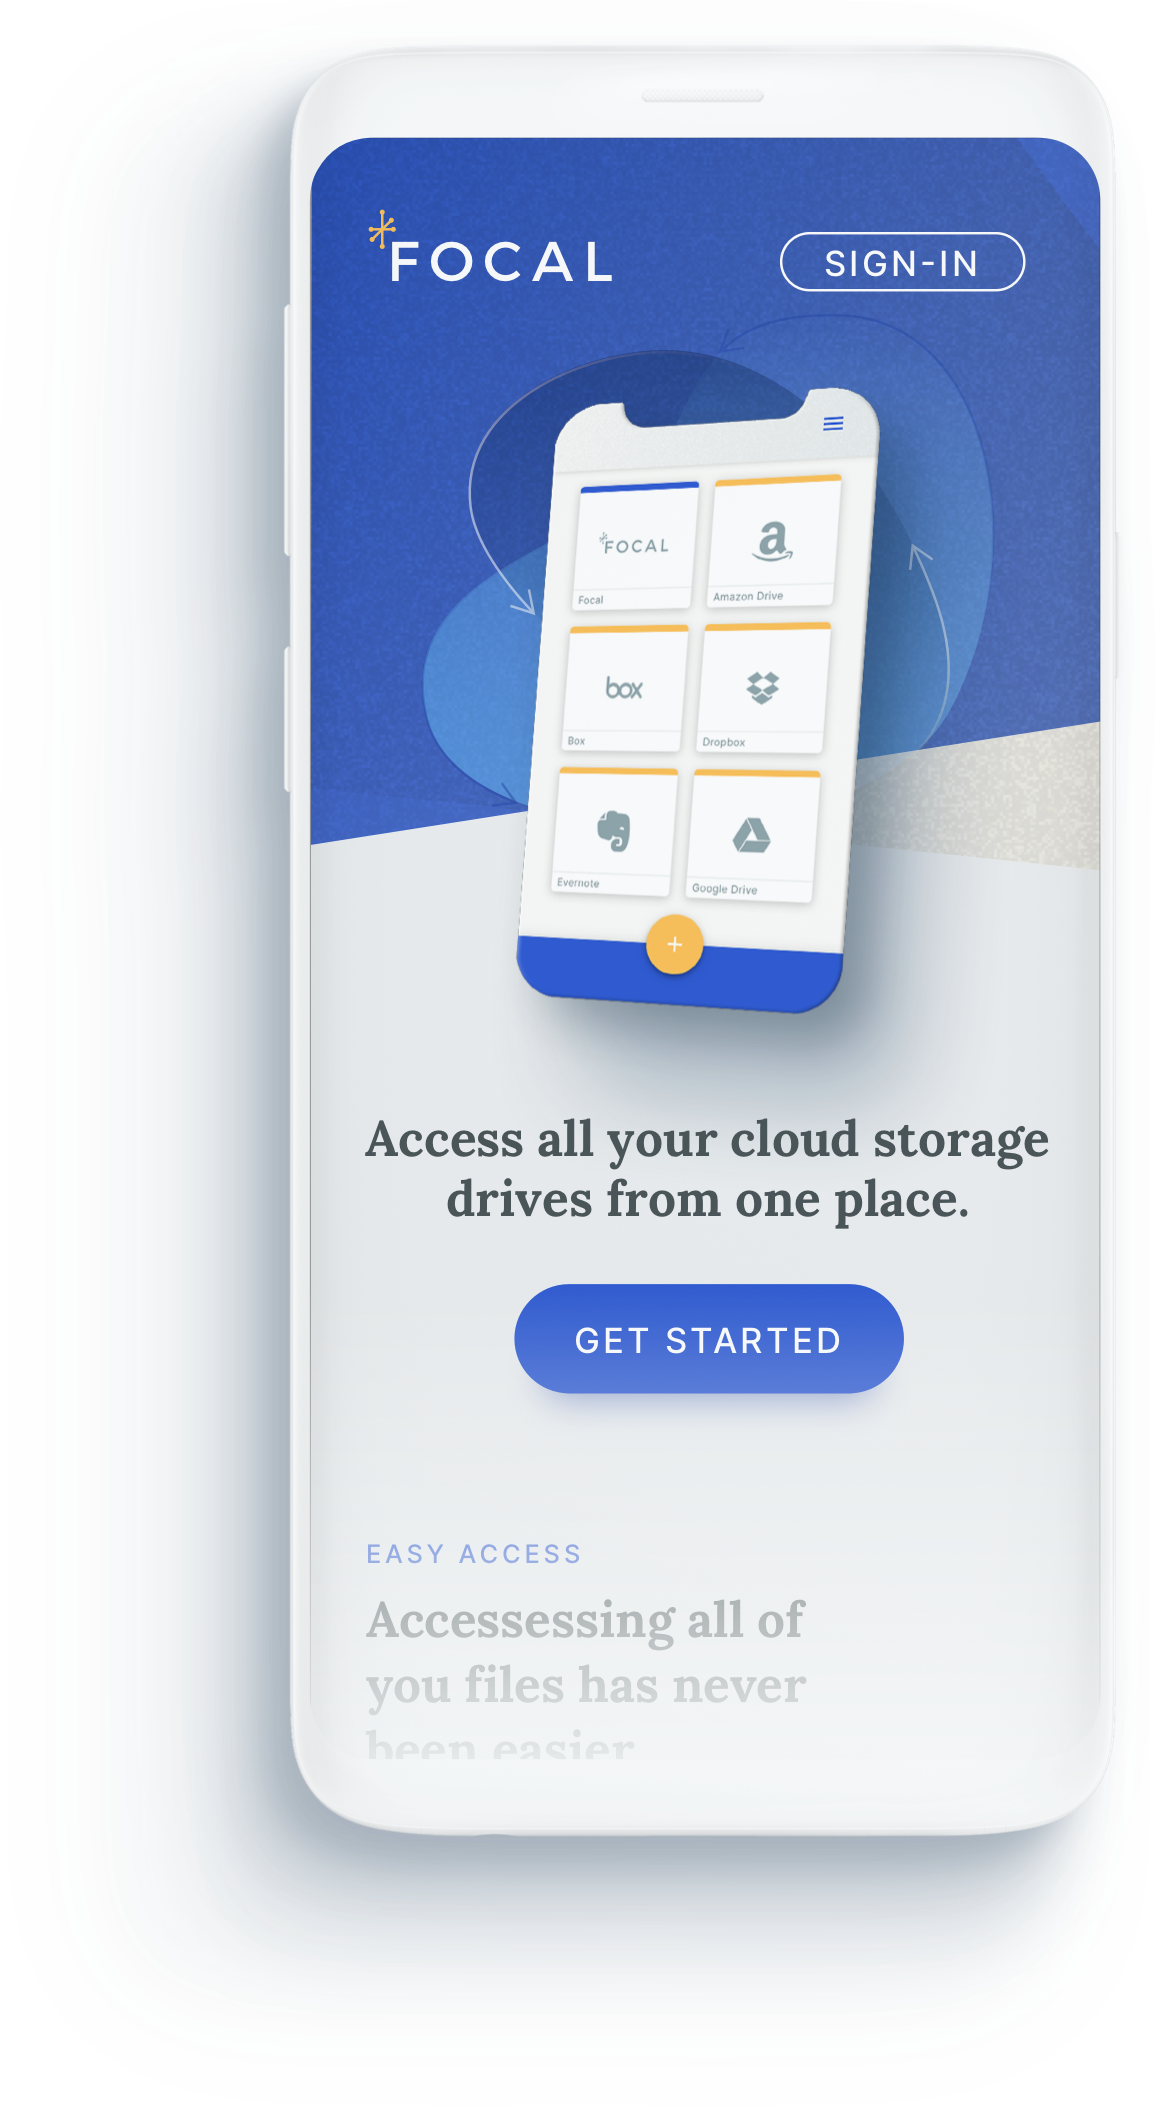 FOCAL
SIGN-IN
FOCAL
Focal
a
Amazon Drive
box
Box
Dropbox
Evernote
Google Drive
+
Access all your cloud storage
drives from one place.
GET STARTED
EASY ACCESS
Accessessing all of
you files has never
been easier